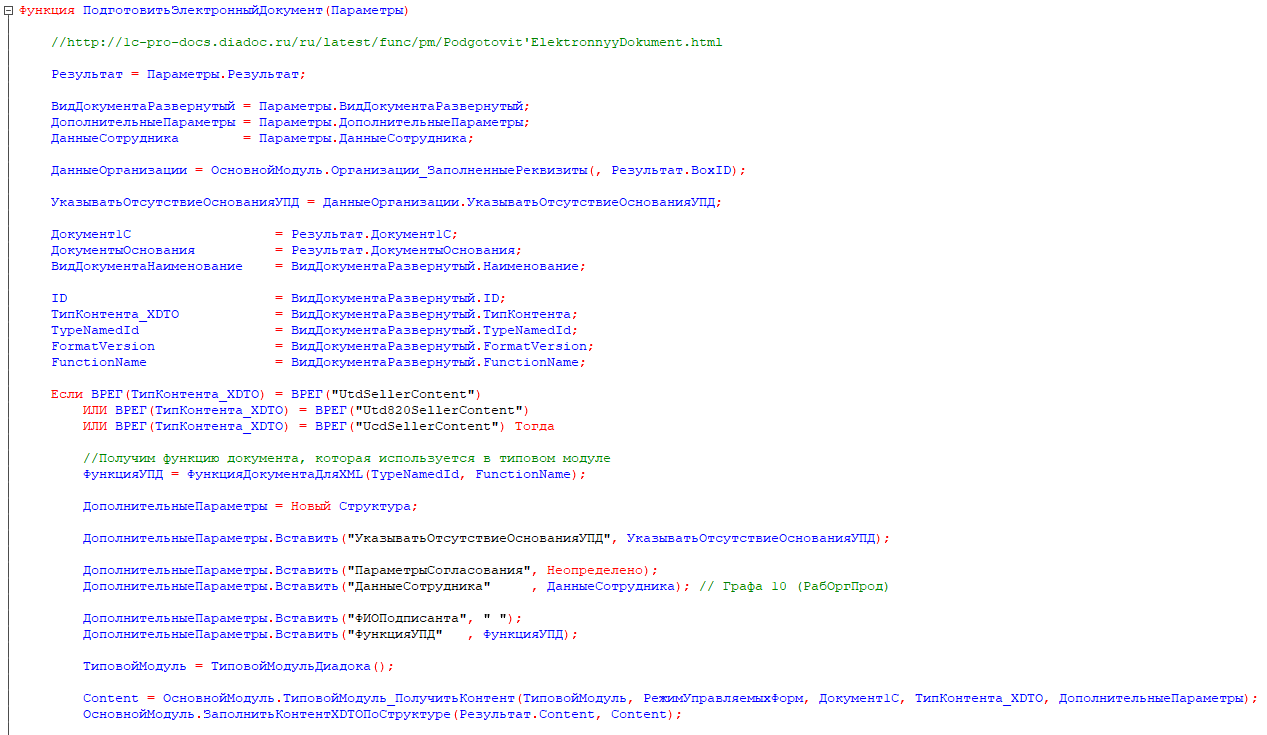 Функция ПодготовитьЭлектронныйДокумент(Параметры)
//http://1c-pro-docs.diadoc.ru/ru/latest/func/pm/Podgotovit'ElektronnyyDokument.html
Результат = Параметры.Результат;
ВидДокументаРазвернутый = Параметры.ВидДокументаРазвернутый;
ДополнительныеПараметры = Параметры.ДополнительныеПараметры;
ДанныеСотрудника = Параметры.ДанныеСотрудника;
ДанныеОрганизации = ОсновнойМодуль.Организации_ЗаполненныеРеквизиты(, Результат.BoxID);
УказыватьОтсутствиеОснованияУПД = ДанныеОрганизации.УказыватьОтсутствиеОснованияУПД;
Документ1С = Результат.Документ1С;
ДокументыОснования = Результат.ДокументыОснования;
ВидДокументаНаименование = ВидДокументаРазвернутый.Наименование;
ID = ВидДокументаРазвернутый.ID;
ТипКонтента_XDTO = ВидДокументаРазвернутый.ТипКонтента;
TypeNamedId = ВидДокументаРазвернутый.TypeNamedId;
FormatVersion = ВидДокументаРазвернутый.FormatVersion;
FunctionName = ВидДокументаРазвернутый.FunctionName;
Если ВРЕГ(ТипКонтента_XDTO) = ВРЕГ("UtdSellerContent")
ИЛИ ВРЕГ(ТипКонтента_XDTO) = ВРЕГ("Utd820SellerContent")
ИЛИ ВРЕГ(ТипКонтента_XDTO) = ВРЕГ("UcdSellerContent") Тогда
//Получим функцию документа, которая используется в типовом модуле
ФункцияУПД = ФункцияДокументаДляXML(TypeNamedId, FunctionName);
ДополнительныеПараметры = Новый Структура;
ДополнительныеПараметры.Вставить("УказыватьОтсутствиеОснованияУПД", УказыватьОтсутствиеОснованияУПД);
ДополнительныеПараметры.Вставить("ПараметрыСогласования", Неопределено);
ДополнительныеПараметры.Вставить("ДанныеСотрудника" , ДанныеСотрудника); // Графа 10 (РабОргПрод)
ДополнительныеПараметры.Вставить("ФИОПодписанта", " ");
ДополнительныеПараметры.Вставить("ФункцияУПД" , ФункцияУПД);
ТиповойМодуль = ТиповойМодульДиадока();
Content = ОсновнойМодуль.ТиповойМодуль_ПолучитьКонтент(ТиповойМодуль, РежимУправляемыхФорм, Документ1С, ТипКонтента_XDTO, ДополнительныеПараметры);
ОсновнойМодуль.ЗаполнитьКонтентXDTOПоСтруктуре(Результат.Content, Content);